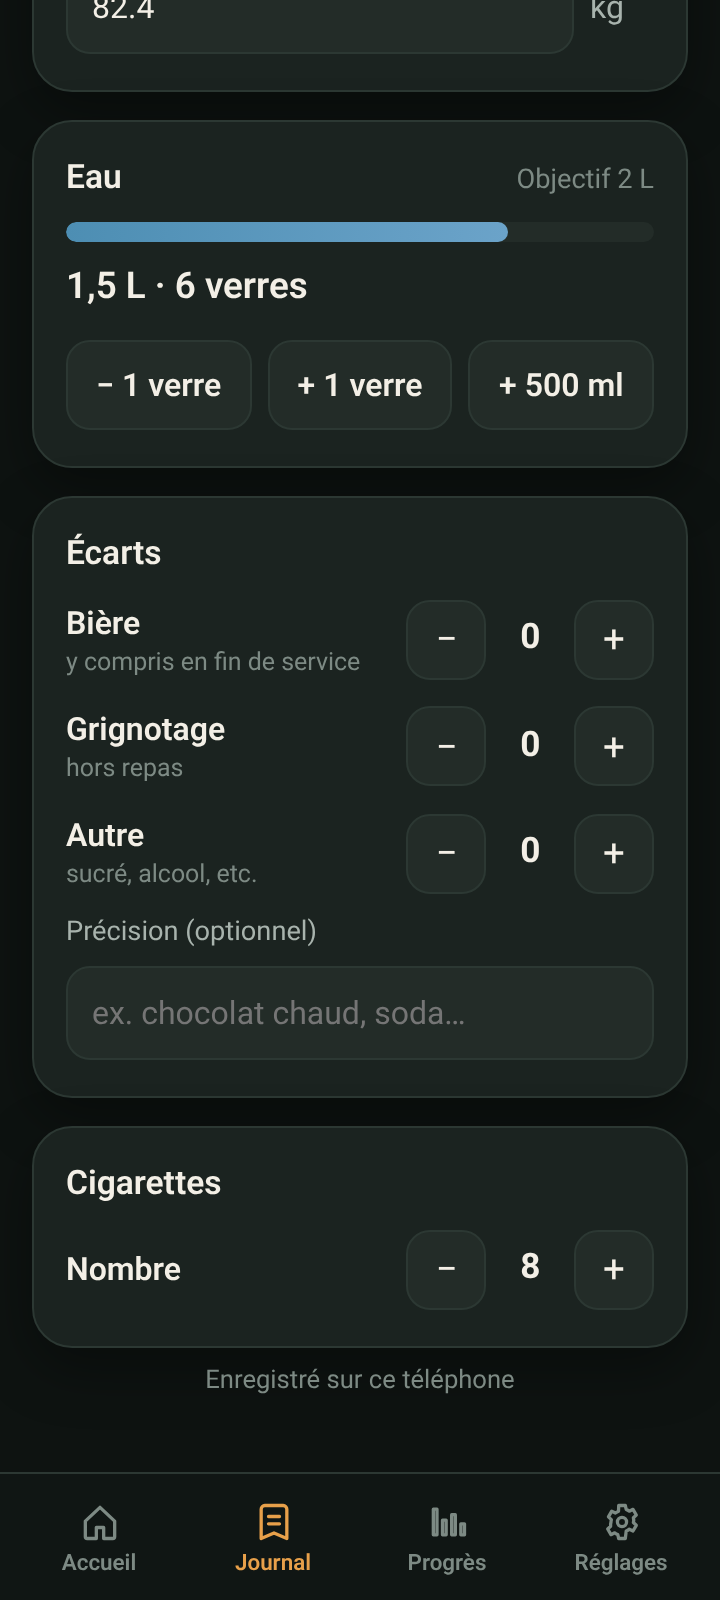 82.4
kg
Eau
Objectif 2 L
1,5 L · 6 verres
− 1 verre
+ 1 verre
+ 500 ml
Écarts
Bière
y compris en fin de service
− 0 +
Grignotage
hors repas
− 0 +
Autre
sucré, alcool, etc.
− 0 +
Précision (optionnel)
ex. chocolat chaud, soda…
Cigarettes
Nombre
− 8 +
Enregistré sur ce téléphone
Accueil
Journal
Progrès
Réglages